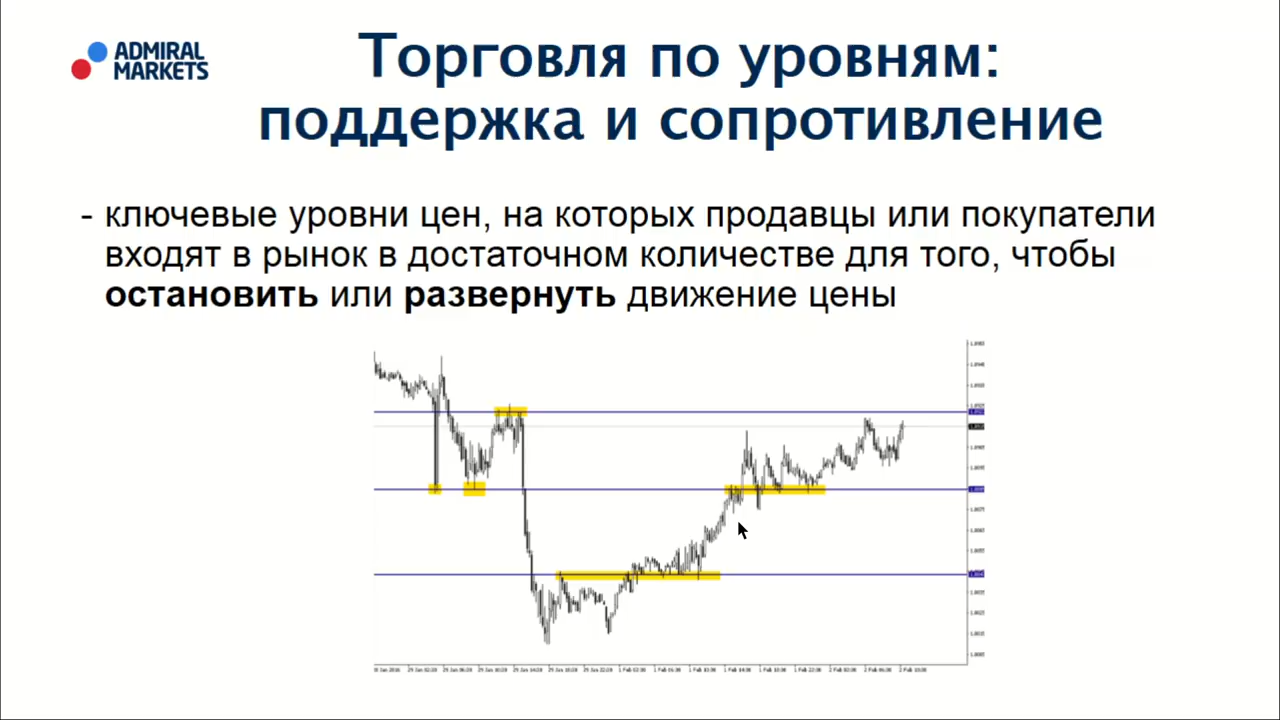 ADMIRAL
MARKETS
Торговля по уровням:
поддержка и сопротивление
- ключевые уровни цен, на которых продавцы или покупатели
входят в рынок в достаточном количестве для того, чтобы
остановить или развернуть движение цены